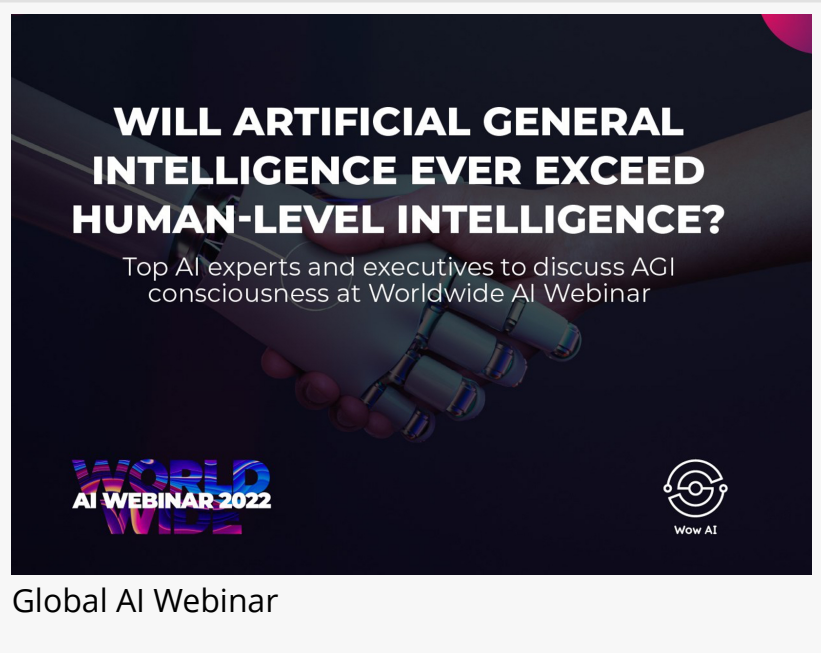 WILL ARTIFICIAL GENERAL
INTELLIGENCE EVER EXCEED
HUMAN-LEVEL INTELLIGENCE?
Top AI experts and executives to discuss AGI
consciousness at Worldwide AI Webinar
WORLD
AI WEBINAR 2022
WIDE
Wow AI
Global AI Webinar